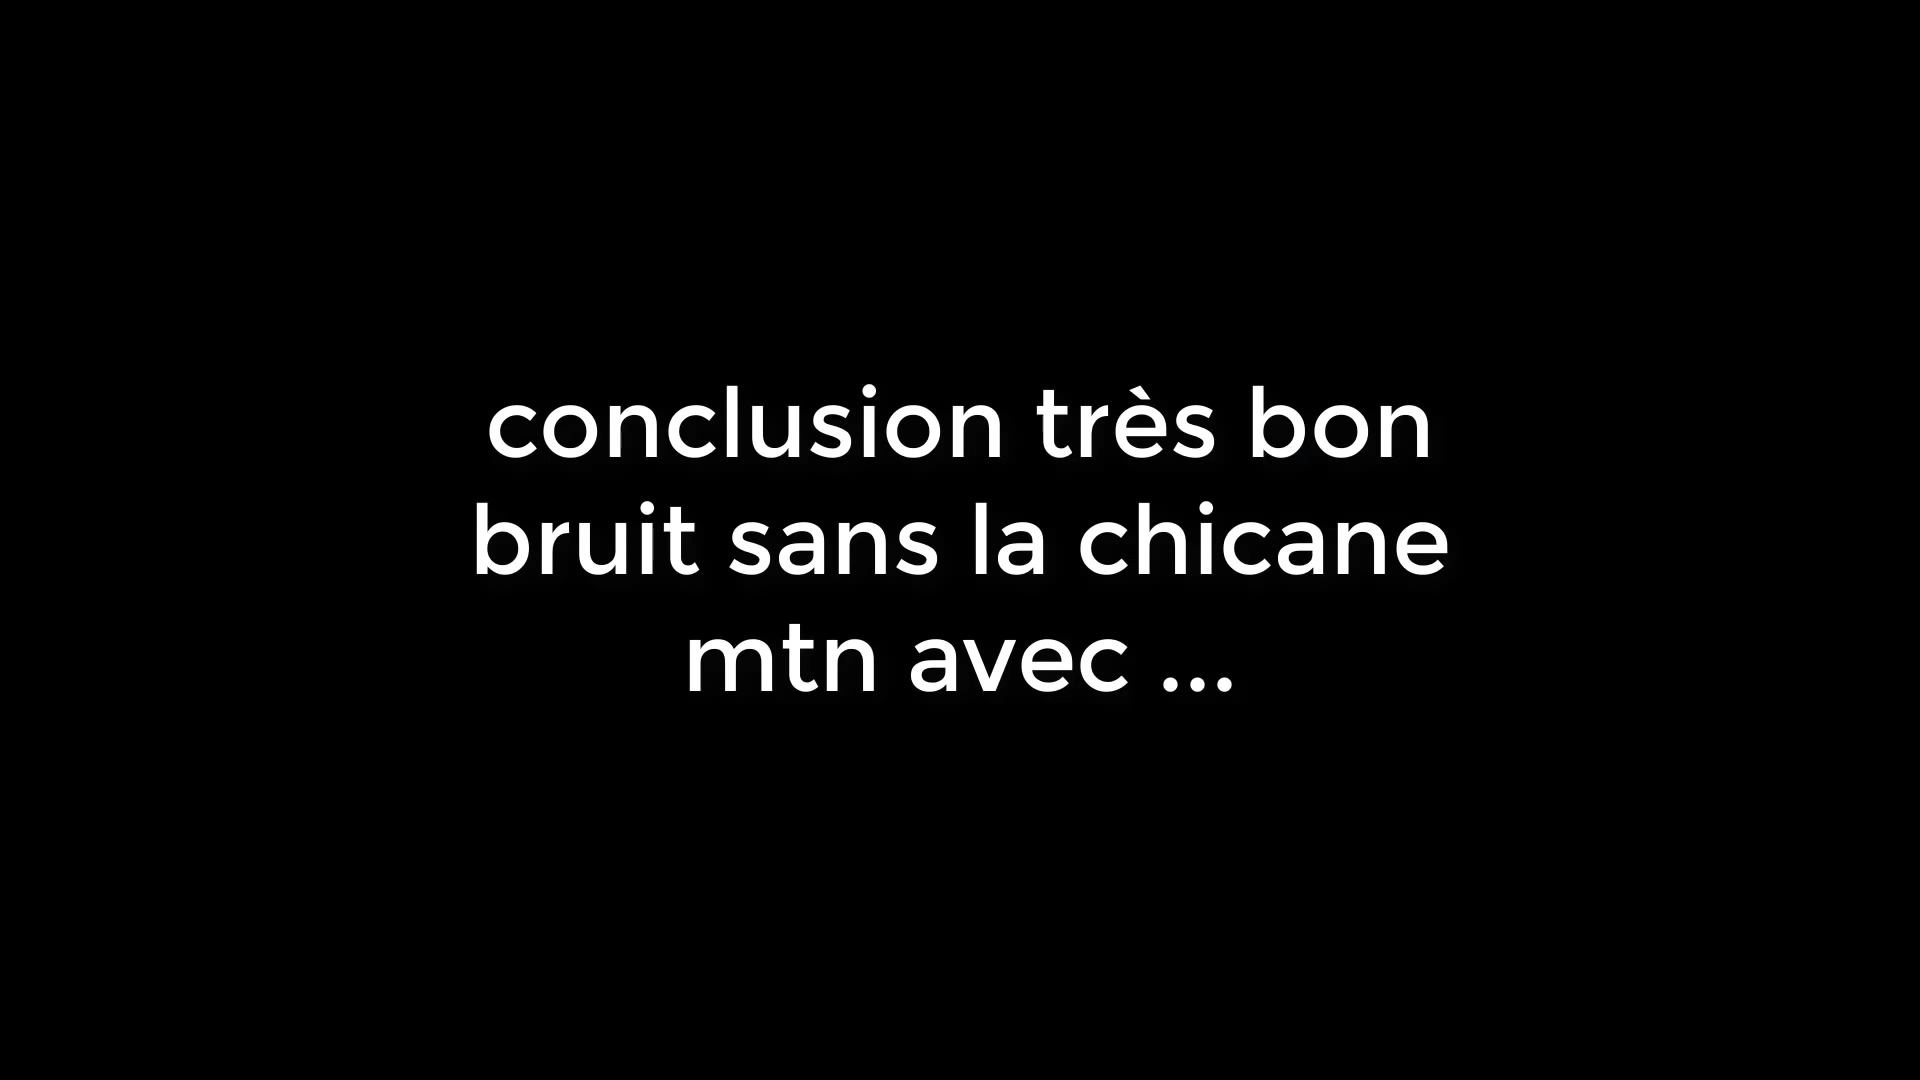 conclusion très bon
bruit sans la chicane
mtn avec ...